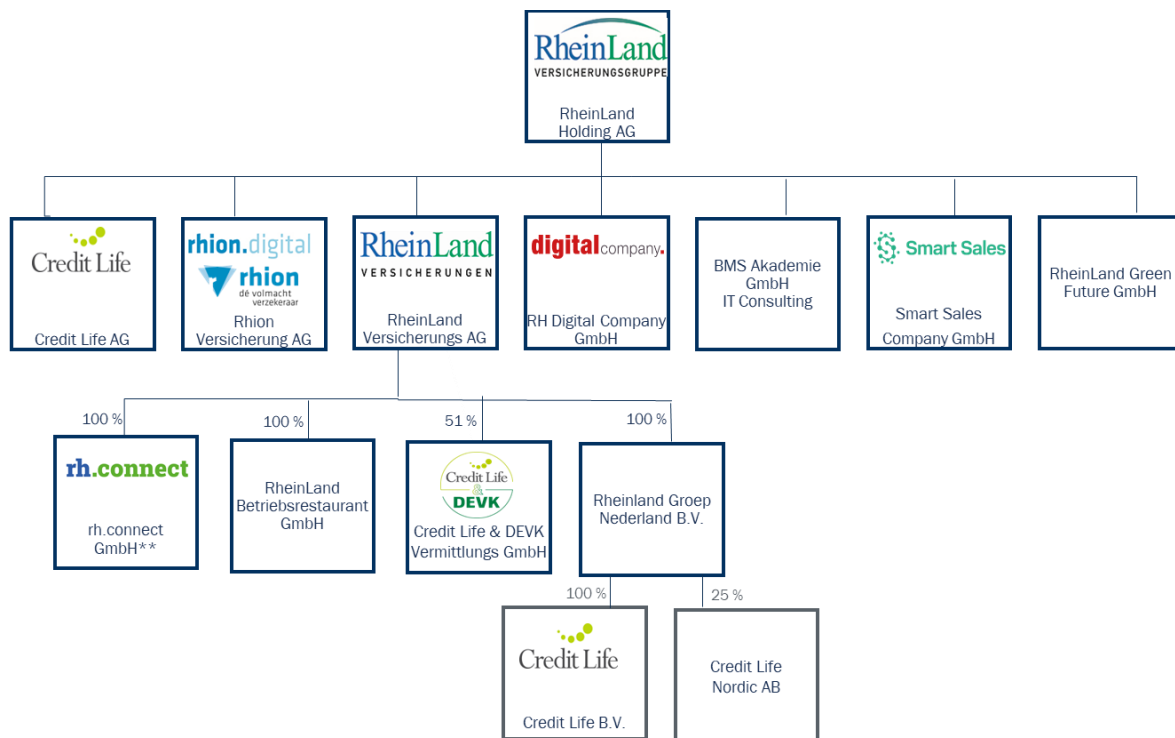 RheinLand
VERSICHERUNGSGRUPPE
RheinLand
Holding AG
Credit Life
Credit Life AG
rhion.digital
rhion
dé volmacht
verzekeraar
Rhion
Versicherung AG
RheinLand
VERSICHERUNGEN
RheinLand
Versicherungs AG
digital company.
RH Digital Company
GmbH
BMS Akademie
GmbH
IT Consulting
Smart Sales
Smart Sales
Company GmbH
RheinLand Green
Future GmbH
100 %
100 %
51 %
100 %
rh.connect
rh.connect
GmbH**
RheinLand
Betriebsrestaurant
GmbH
Credit Life
&
DEVK
Credit Life & DEVK
Vermittlungs GmbH
Rheinland Groep
Nederland B.V.
100 %
25 %
Credit Life
Credit Life B.V.
Credit Life
Nordic AB